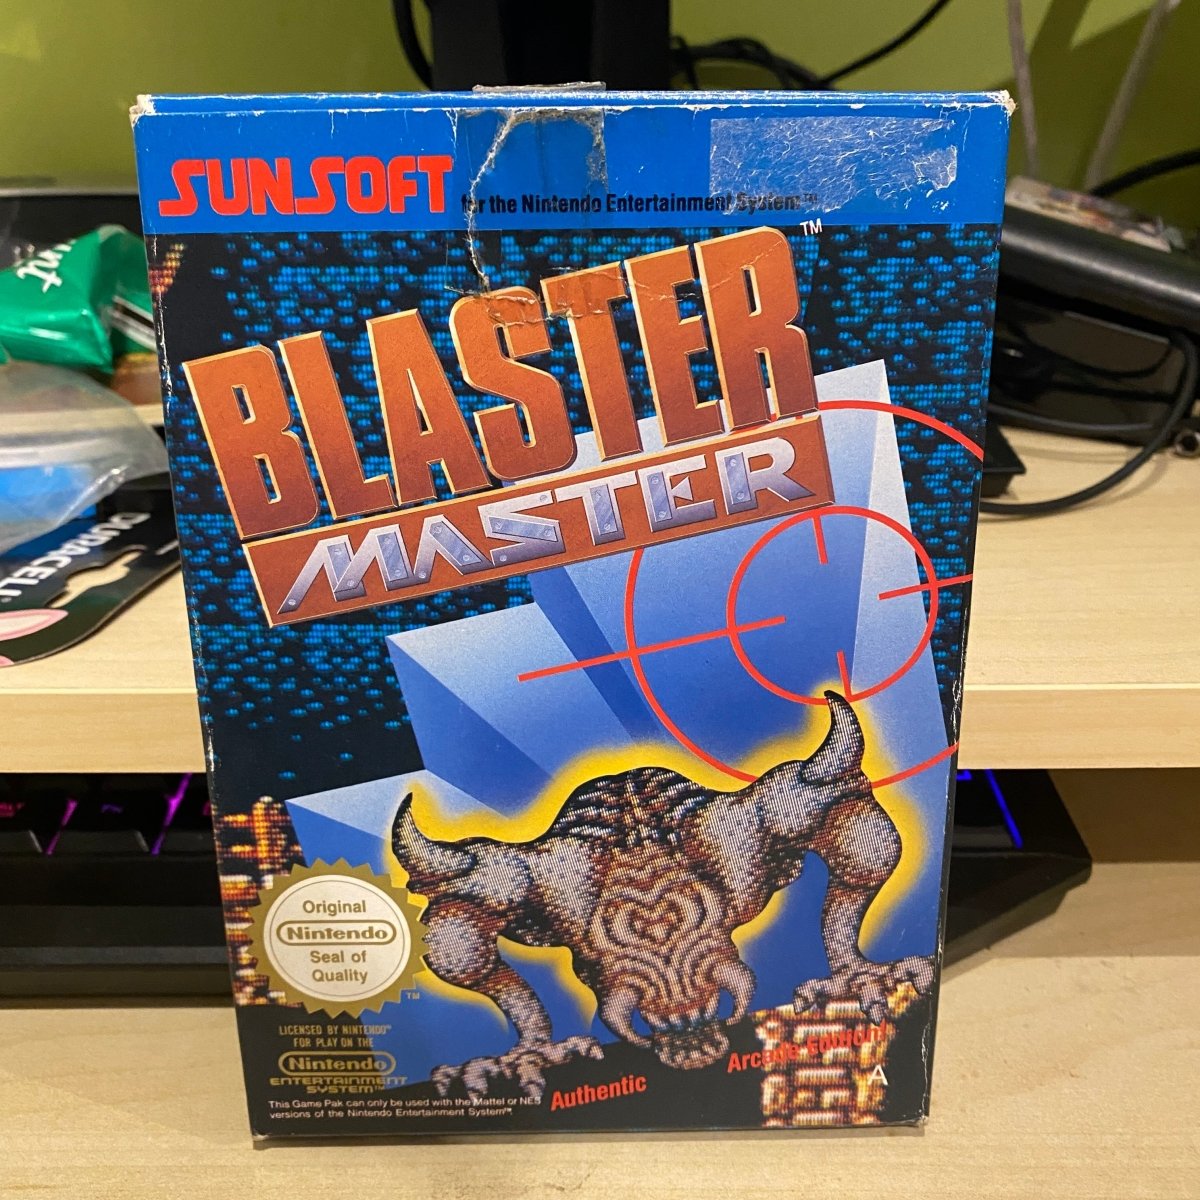 SUNSOFT
for the Nintendo Entertainment System™
BLASTER™
MASTER
DURACELL
Original
Nintendo
Seal of
Quality
™
LICENSED BY NINTENDO™
FOR PLAY ON THE
Nintendo
ENTERTAINMENT
SYSTEM™
This Game Pak can only be used with the Mattel or NES
versions of the Nintendo Entertainment System™.
Authentic
Arcade Edition!
A